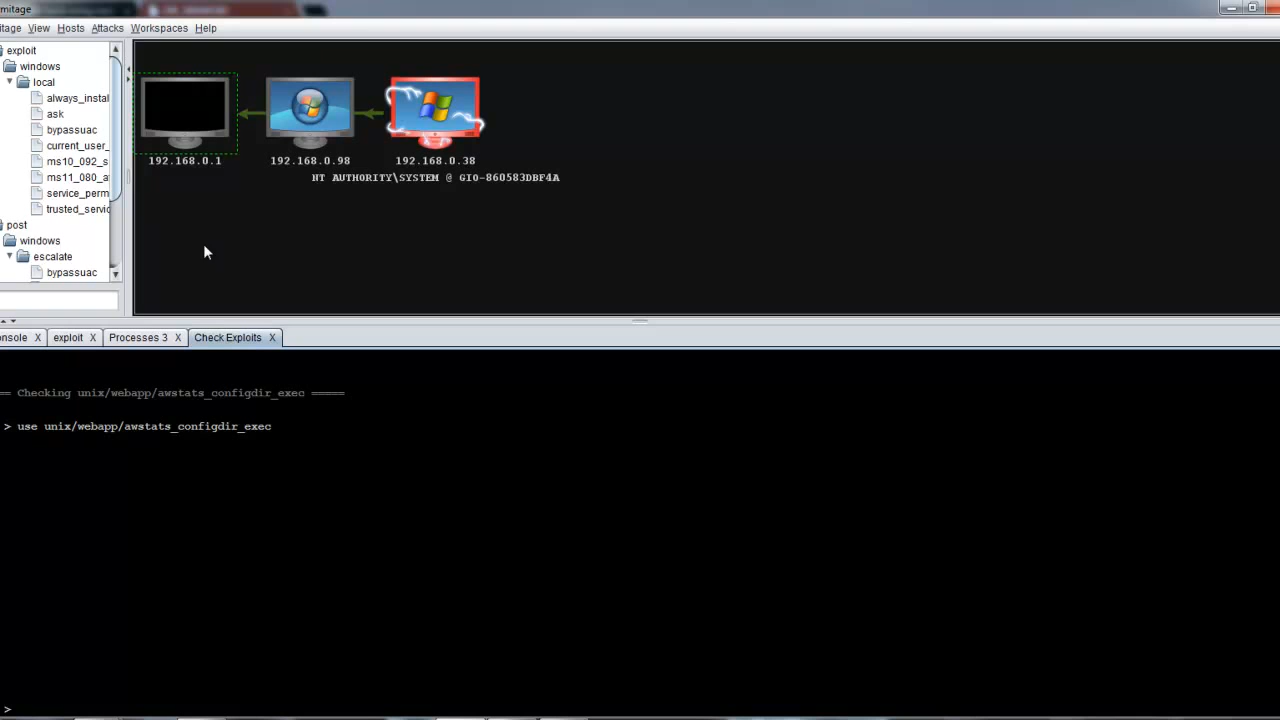 mitage
itage View Hosts Attacks Workspaces Help
exploit
windows
local
always_instal
ask
bypassuac
current_user_
ms10_092_s
ms11_080_a
service_perm
trusted_servic
post
windows
escalate
bypassuac
192.168.0.1
192.168.0.98
192.168.0.38
NT AUTHORITY\SYSTEM @ GIO-860583DBF4A
onsole X exploit X Processes 3 X Check Exploits X
== Checking unix/webapp/awstats_configdir_exec =====
> use unix/webapp/awstats_configdir_exec
>